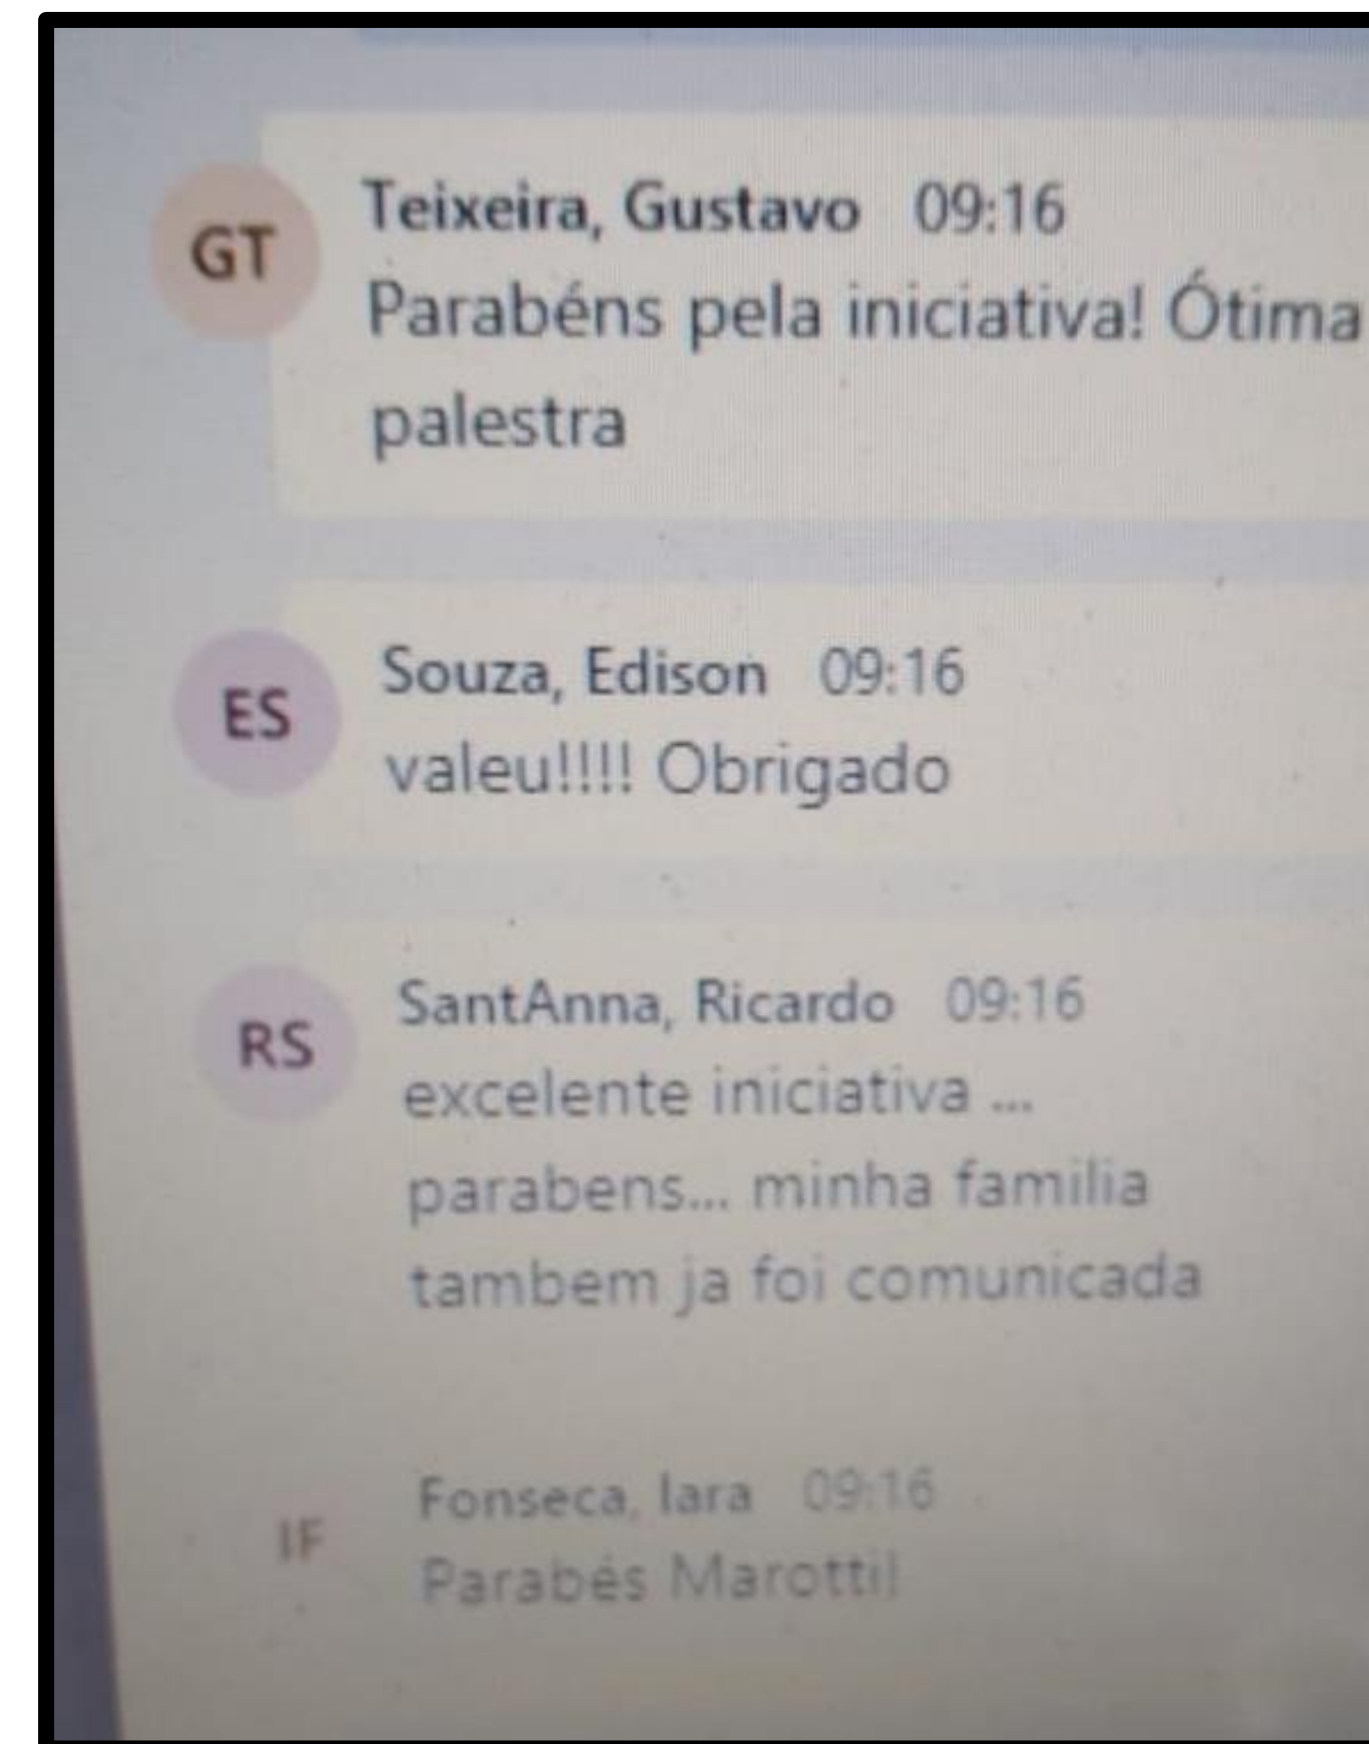 GT
Teixeira, Gustavo 09:16
Parabéns pela iniciativa! Ótima
palestra
ES
Souza, Edison 09:16
valeu!!!! Obrigado
RS
SantAnna, Ricardo 09:16
excelente iniciativa ...
parabens... minha familia
tambem ja foi comunicada
IF
Fonseca, Iara 09:16
Parabés Marotti!